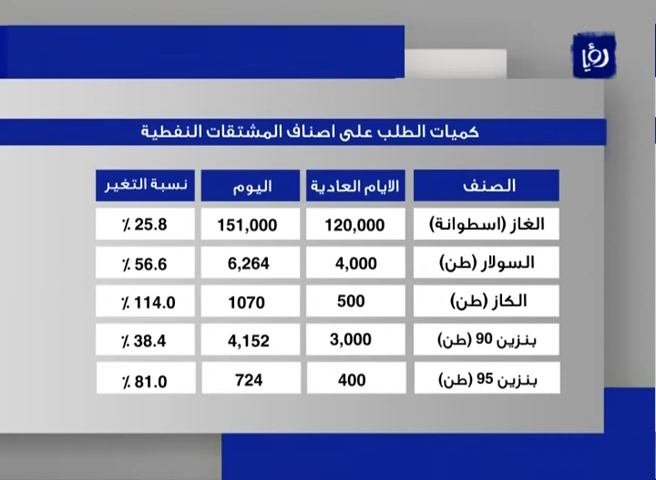 رؤيا
كميات الطلب على اصناف المشتقات النفطية
الصنف الايام العادية اليوم نسبة التغير
الغاز (اسطوانة) 120,000 151,000 25.8 ٪
السولار (طن) 4,000 6,264 56.6 ٪
الكاز (طن) 500 1070 114.0 ٪
بنزين 90 (طن) 3,000 4,152 38.4 ٪
بنزين 95 (طن) 400 724 81.0 ٪